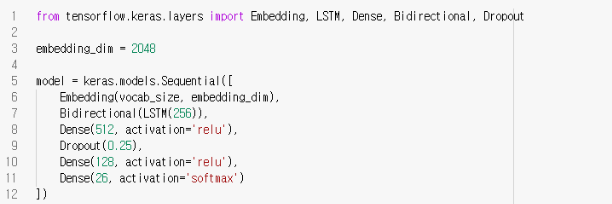 1 from tensorflow.keras.layers import Embedding, LSTM, Dense, Bidirectional, Dropout
2
3 embedding_dim = 2048
4
5 model = keras.models.Sequential([
6     Embedding(vocab_size, embedding_dim),
7     Bidirectional(LSTM(256)),
8     Dense(512, activation='relu'),
9     Dropout(0.25),
10     Dense(128, activation='relu'),
11     Dense(26, activation='softmax')
12 ])